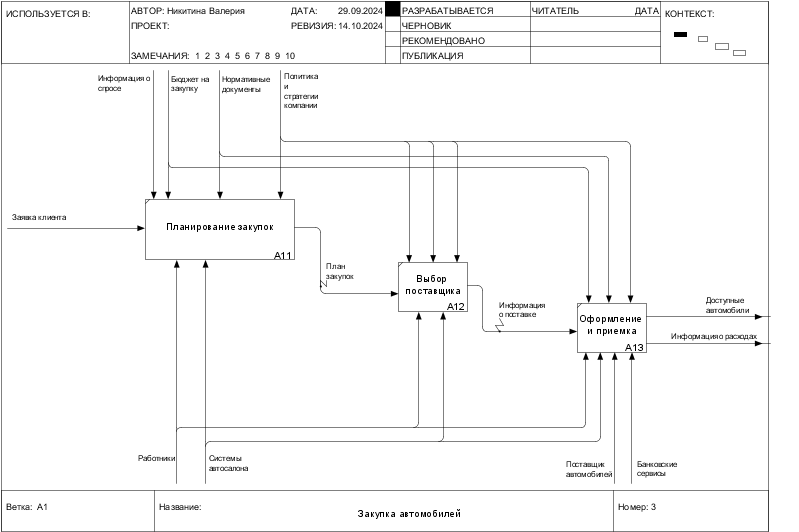 ИСПОЛЬЗУЕТСЯ В:
АВТОР: Никитина Валерия
ДАТА: 29.09.2024
ПРОЕКТ:
РЕВИЗИЯ: 14.10.2024
ЗАМЕЧАНИЯ: 1 2 3 4 5 6 7 8 9 10
РАЗРАБАТЫВАЕТСЯ
ЧЕРНОВИК
РЕКОМЕНДОВАНО
ПУБЛИКАЦИЯ
ЧИТАТЕЛЬ
ДАТА
КОНТЕКСТ:
Информация о
спросе
Бюджет на
закупку
Нормативные
документы
Политика
и
стратегии
компании
Заявка клиента
Планирование закупок
A11
План
закупок
Выбор
поставщика
A12
Информация
о поставке
Оформление
и приемка
A13
Доступные
автомобили
Информация о расходах
Работники
Системы
автосалона
Поставщик
автомобилей
Банковские
сервисы
Ветка: A1
Название:
Закупка автомобилей
Номер: 3